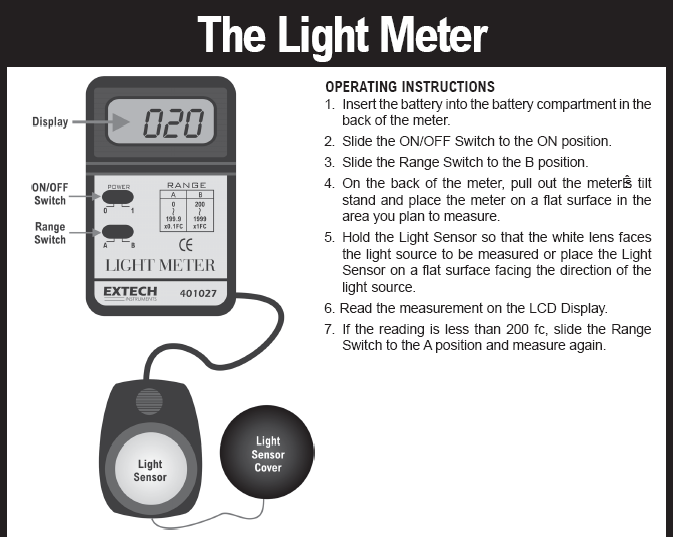 The Light Meter
Display
020
ON/OFF
Switch
Range
Switch
POWER
0 1
A B
RANGE
A B
0 200
199.9 1999
x0.1FC x1FC
CE
LIGHT METER
EXTECH
INSTRUMENTS
401027
Light
Sensor
Light
Sensor
Cover
OPERATING INSTRUCTIONS
1. Insert the battery into the battery compartment in the
back of the meter.
2. Slide the ON/OFF Switch to the ON position.
3. Slide the Range Switch to the B position.
4. On the back of the meter, pull out the meter's tilt
stand and place the meter on a flat surface in the
area you plan to measure.
5. Hold the Light Sensor so that the white lens faces
the light source to be measured or place the Light
Sensor on a flat surface facing the direction of the
light source.
6. Read the measurement on the LCD Display.
7. If the reading is less than 200 fc, slide the Range
Switch to the A position and measure again.